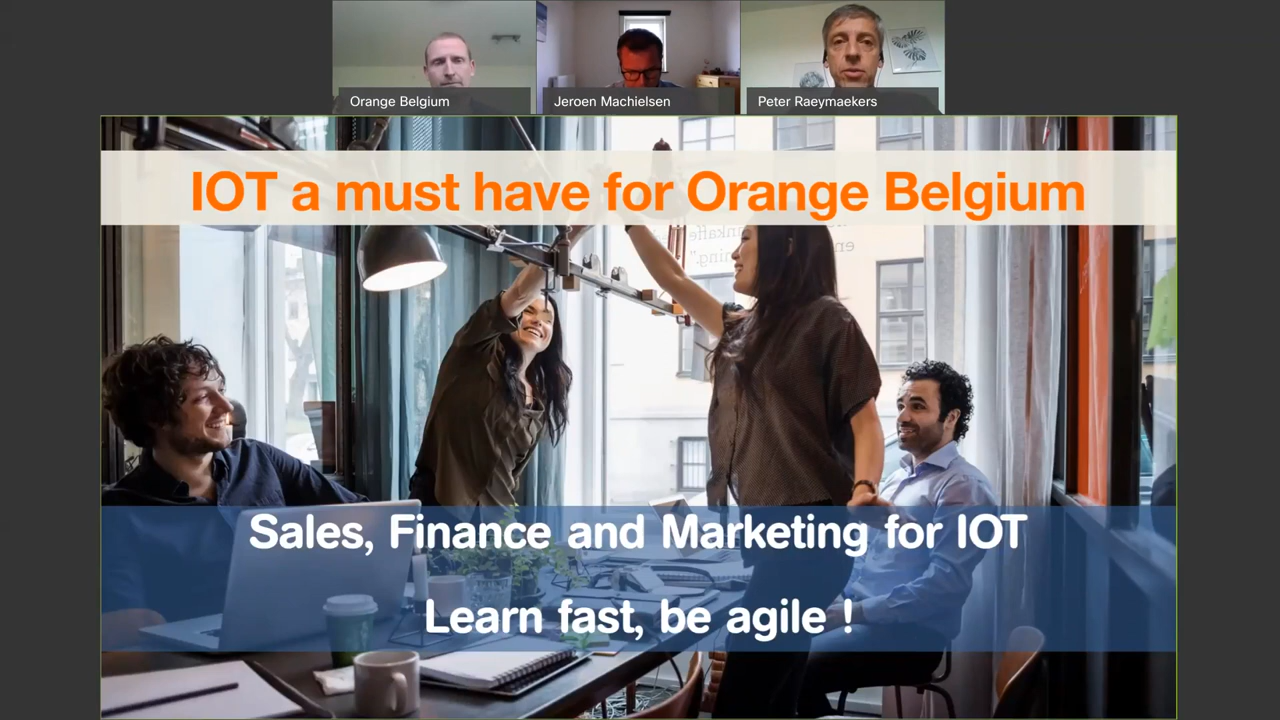 Orange Belgium
Jeroen Machielsen
Peter Raeymaekers
IOT a must have for Orange Belgium
Sales, Finance and Marketing for IOT
Learn fast, be agile !